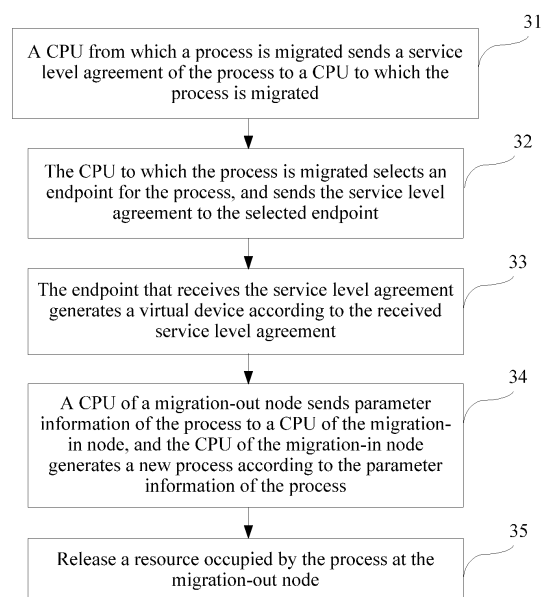 31
A CPU from which a process is migrated sends a service
level agreement of the process to a CPU to which the
process is migrated
32
The CPU to which the process is migrated selects an
endpoint for the process, and sends the service level
agreement to the selected endpoint
33
The endpoint that receives the service level agreement
generates a virtual device according to the received
service level agreement
34
A CPU of a migration-out node sends parameter
information of the process to a CPU of the migration-
in node, and the CPU of the migration-in node
generates a new process according to the parameter
information of the process
35
Release a resource occupied by the process at the
migration-out node